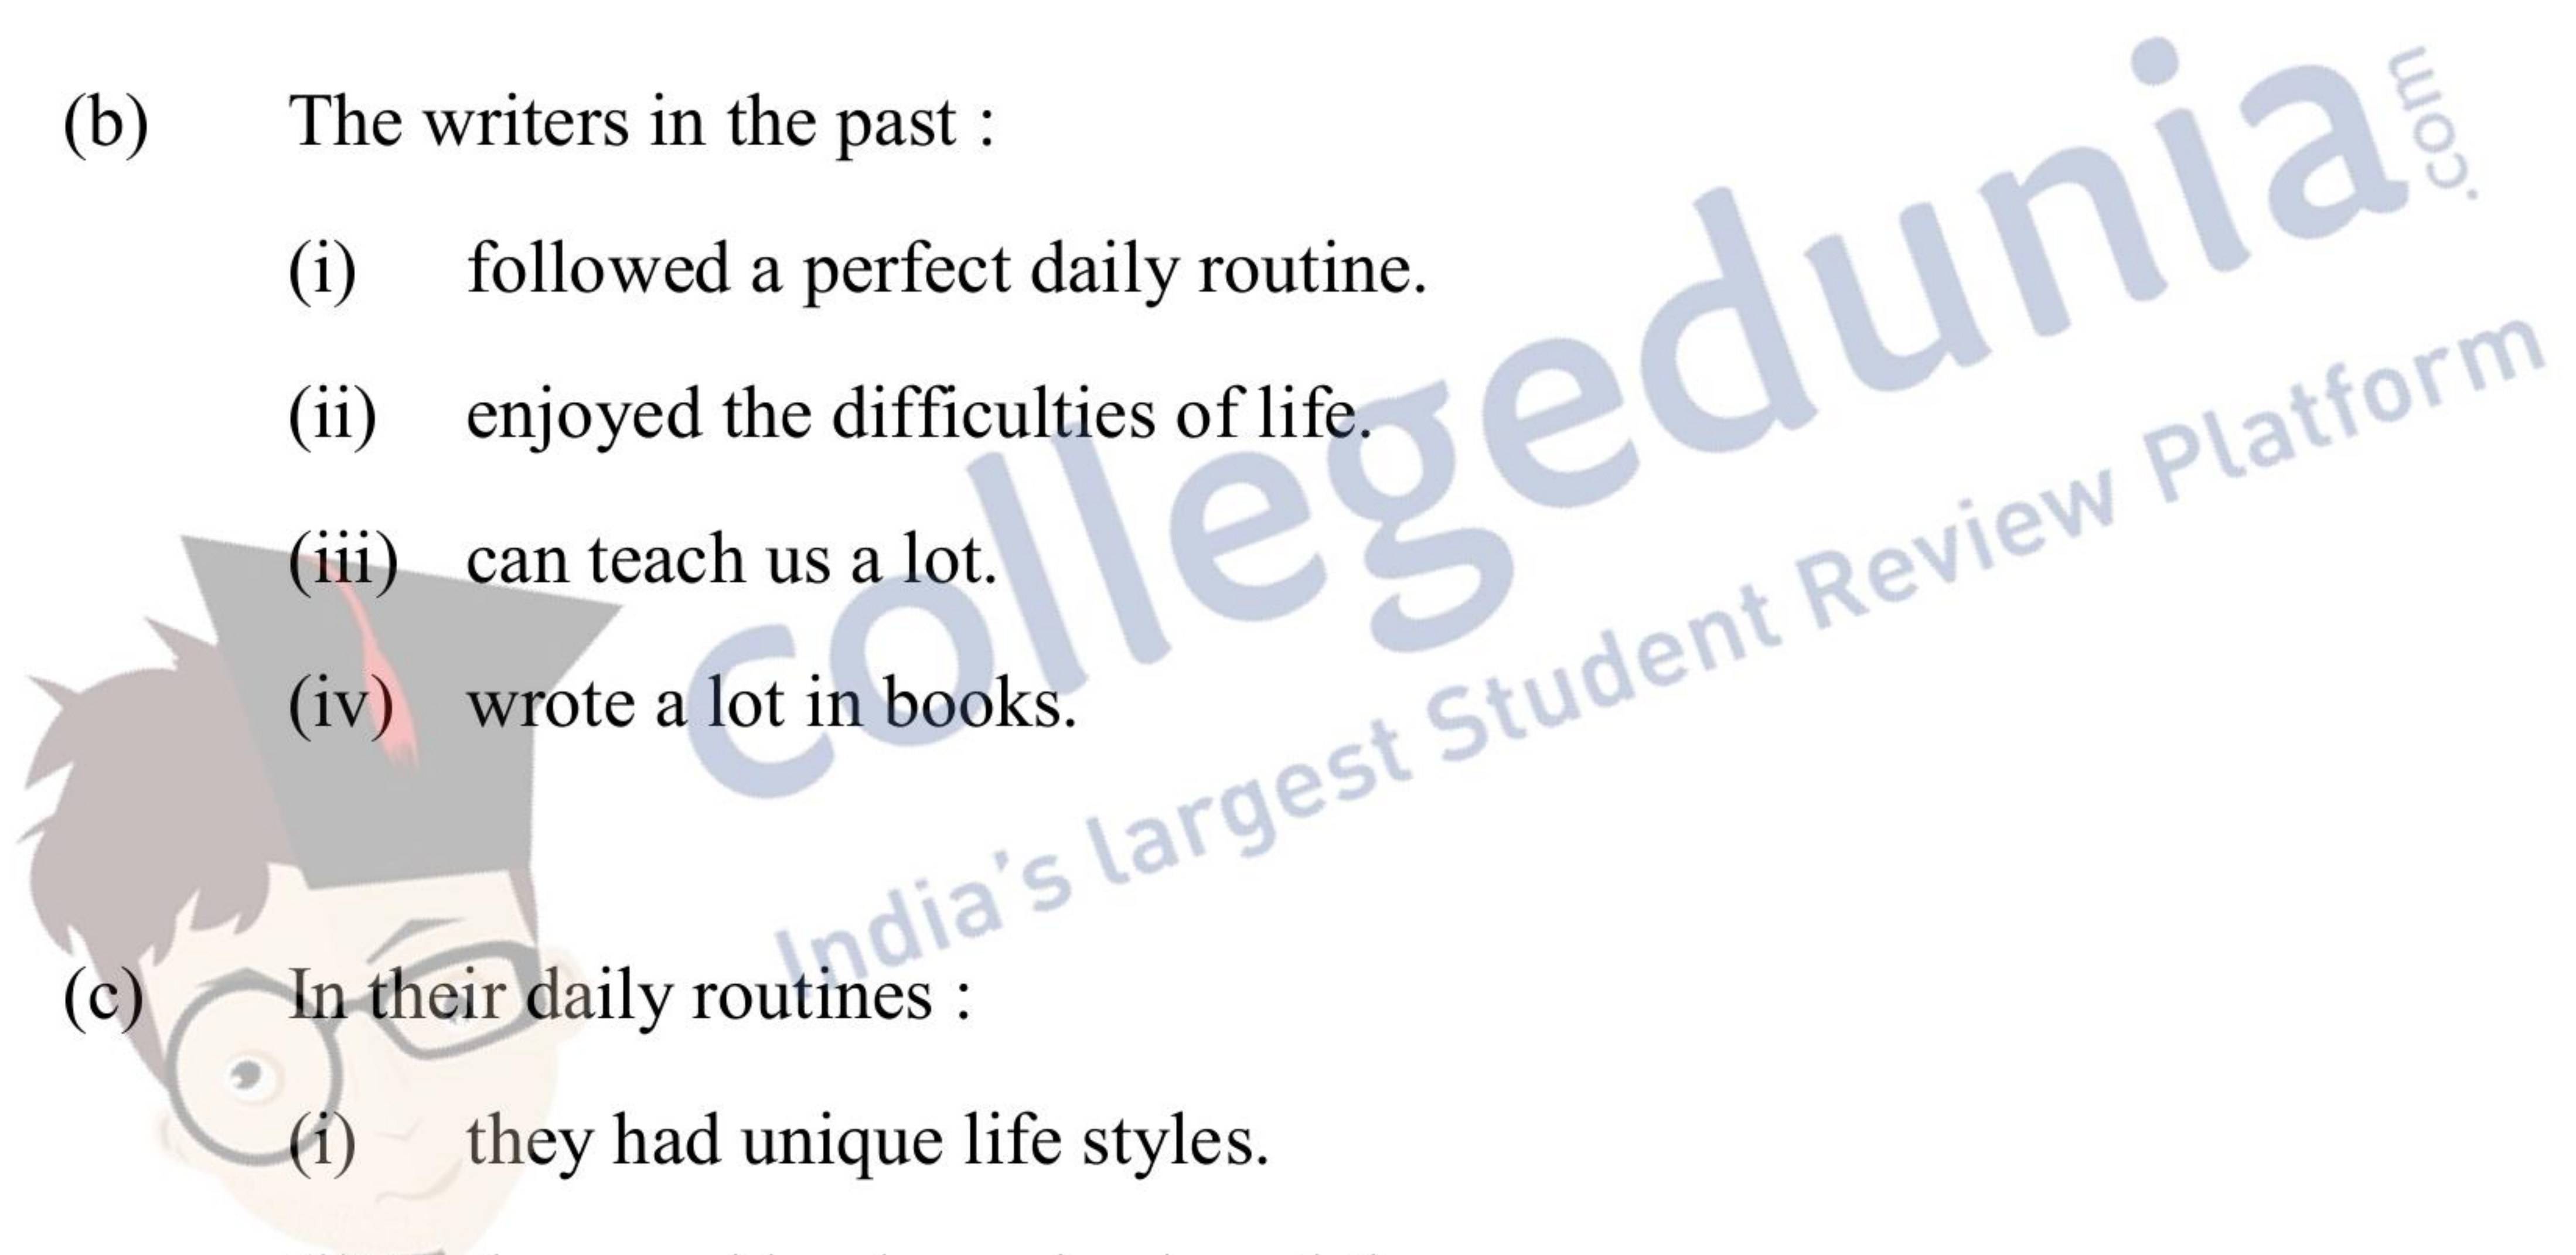 (b) The writers in the past :
(i) followed a perfect daily routine.
(ii) enjoyed the difficulties of life.
(iii) can teach us a lot.
(iv) wrote a lot in books.
(c) In their daily routines :
(i) they had unique life styles.
collegedunia.com
India's largest Student Review Platform